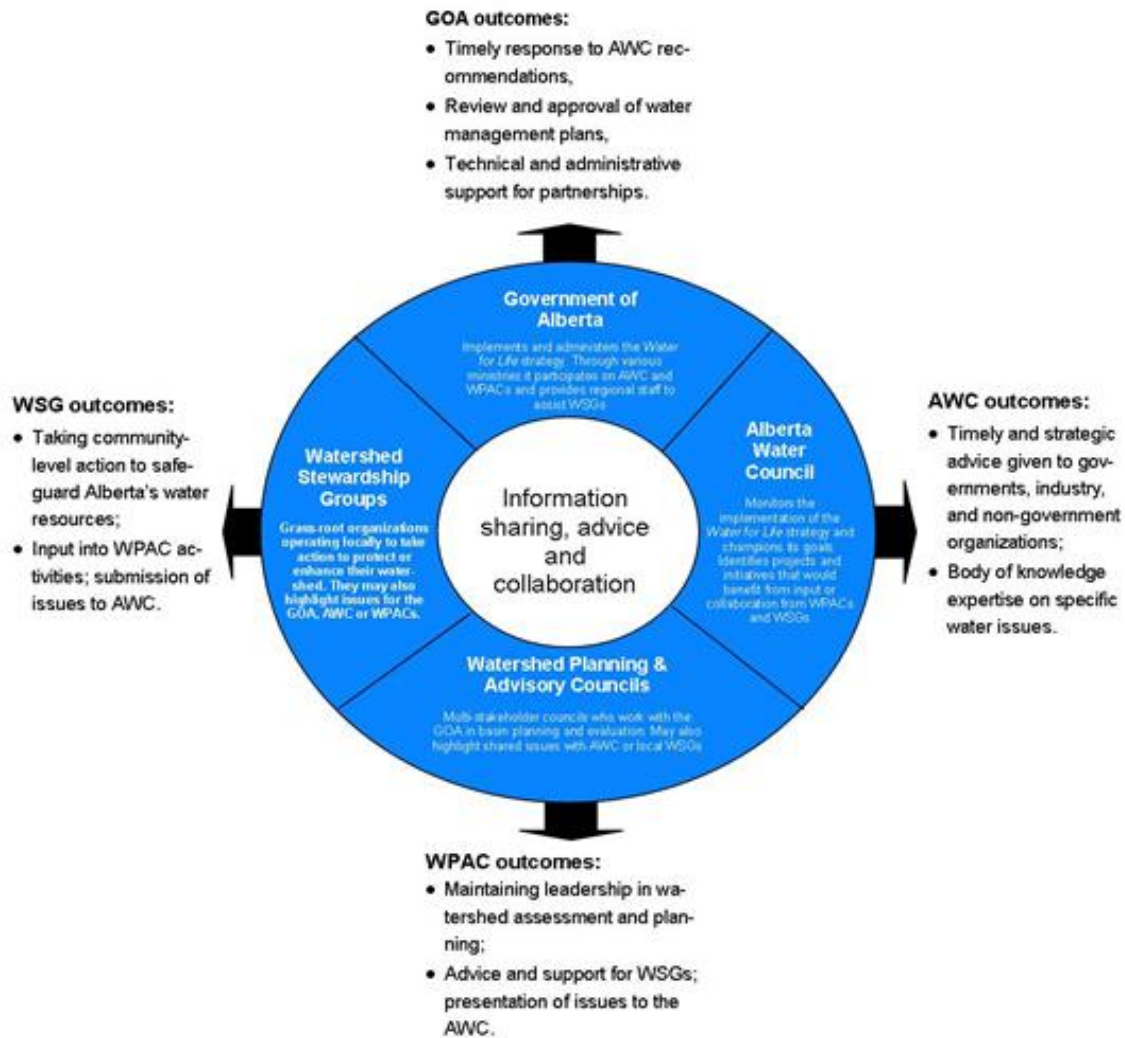 GOA outcomes:
• Timely response to AWC rec-
ommendations,
• Review and approval of water
management plans,
• Technical and administrative
support for partnerships.
Government of
Alberta
Implements and administers the Water
for Life strategy. Through various
ministries it participates on AWC and
WPACs and provides regional staff to
assist WSGs
WSG outcomes:
• Taking community-
level action to safe-
guard Alberta's water
resources;
• Input into WPAC ac-
tivities; submission of
issues to AWC.
Watershed
Stewardship
Groups
Grass-root organizations
operating locally to take
action to protect or
enhance their water-
shed. They may also
highlight issues for the
GOA, AWC or WPACs.
Information
sharing, advice
and
collaboration
Alberta
Water
Council
Monitors the
implementation of the
Water for Life strategy and
champions its goals.
Identifies projects and
initiatives that would
benefit from input or
collaboration from WPACs
and WSGs
AWC outcomes:
• Timely and strategic
advice given to gov-
ernments, industry,
and non-government
organizations;
• Body of knowledge
expertise on specific
water issues.
Watershed Planning &
Advisory Councils
Multi-stakeholder councils who work with the
GOA in basin planning and evaluation. May also
highlight shared issues with AWC or local WSGs
WPAC outcomes:
• Maintaining leadership in wa-
tershed assessment and plan-
ning;
• Advice and support for WSGs;
presentation of issues to the
AWC.